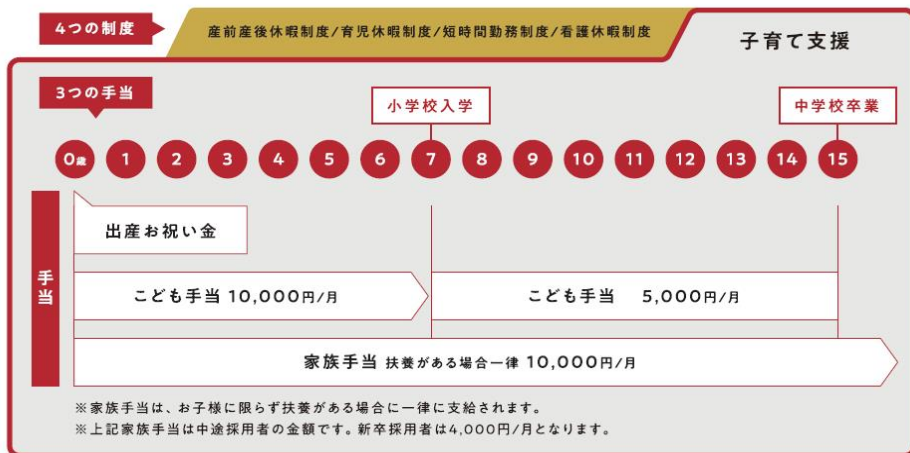 4つの制度
産前産後休暇制度/育児休暇制度/短時間勤務制度/看護休暇制度
子育て支援
3つの手当
小学校入学
中学校卒業
0歳 1 2 3 4 5 6 7 8 9 10 11 12 13 14 15
手当
出産お祝い金
こども手当 10,000円/月
こども手当 5,000円/月
家族手当 扶養がある場合一律 10,000円/月
※家族手当は、お子様に限らず扶養がある場合に一律に支給されます。
※上記家族手当は中途採用者の金額です。新卒採用者は4,000円/月となります。